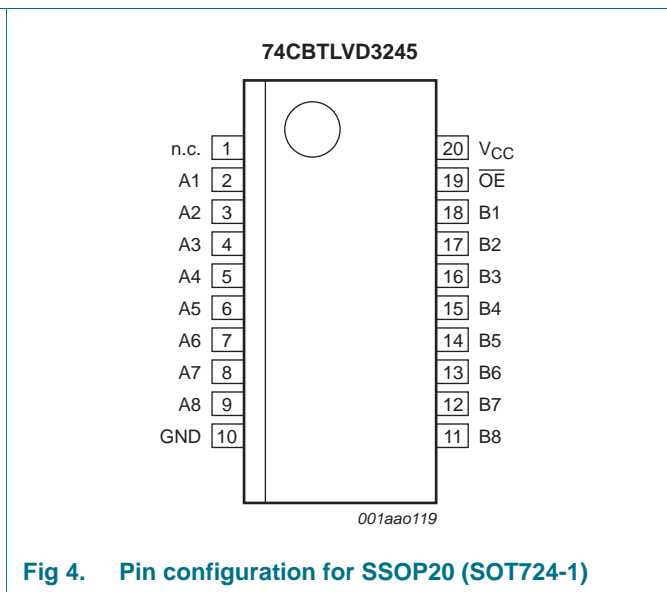 74CBTLVD3245
n.c. 1 20 VCC
A1 2 19 OE
A2 3 18 B1
A3 4 17 B2
A4 5 16 B3
A5 6 15 B4
A6 7 14 B5
A7 8 13 B6
A8 9 12 B7
GND 10 11 B8
001aao119
Fig 4. Pin configuration for SSOP20 (SOT724-1)